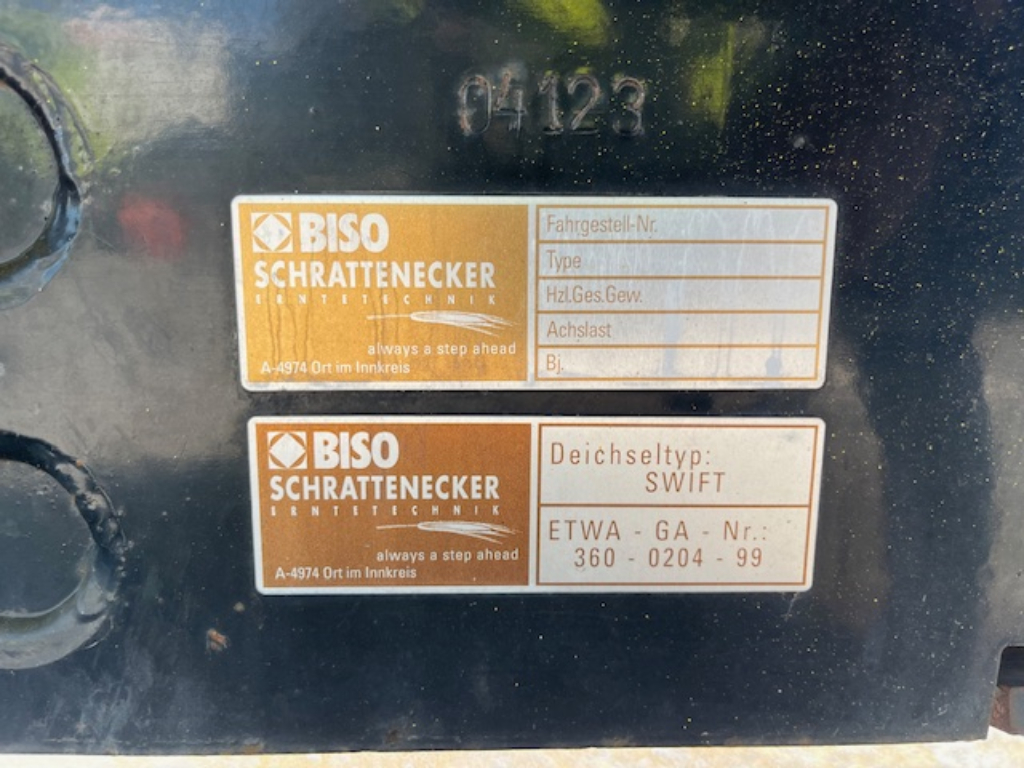 04123
BISO
SCHRATTENECKER
ERNTETECHNIK
always a step ahead
A-4974 Ort im Innkreis
Fahrgestell-Nr.
Type
Hzl.Ges.Gew.
Achslast
Bj.
BISO
SCHRATTENECKER
ERNTETECHNIK
always a step ahead
A-4974 Ort im Innkreis
Deichseltyp:
SWIFT
ETWA - GA - Nr.:
360 - 0204 - 99